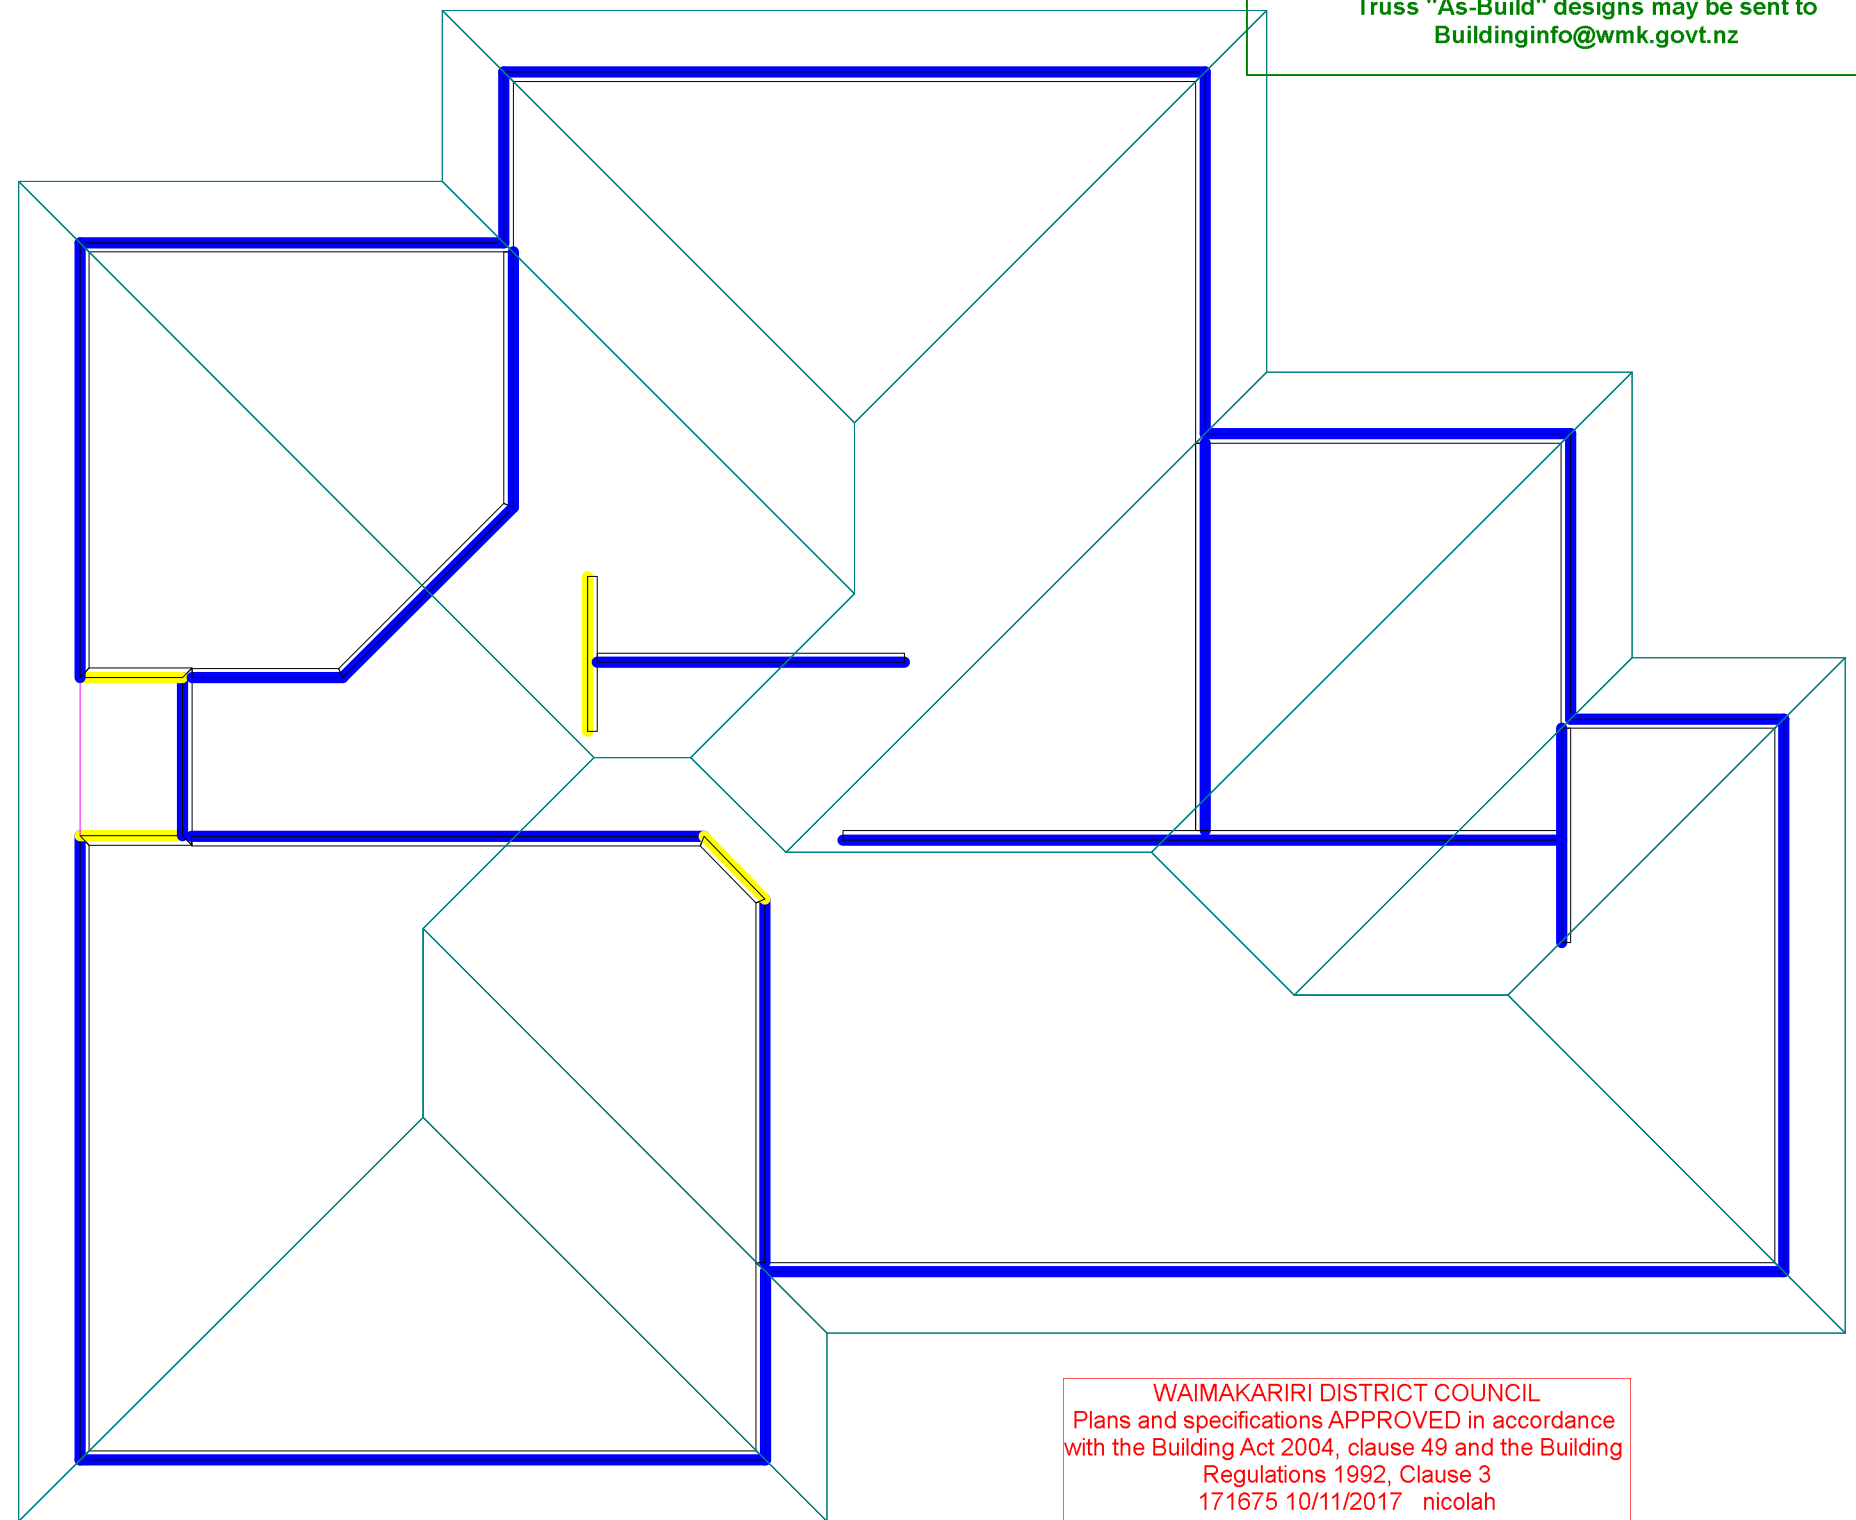 Truss "As-Build" designs may be sent to
Buildinginfo@wmk.govt.nz
WAIMAKARIRI DISTRICT COUNCIL
Plans and specifications APPROVED in accordance
with the Building Act 2004, clause 49 and the Building
Regulations 1992, Clause 3
171675 10/11/2017 nicolah